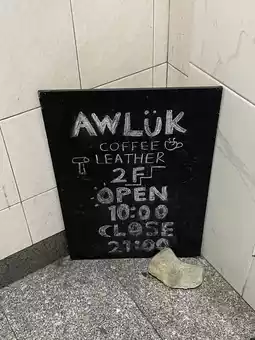 AWLÜK
COFFEE
LEATHER
2F
OPEN
10:00
CLOSE
21:00